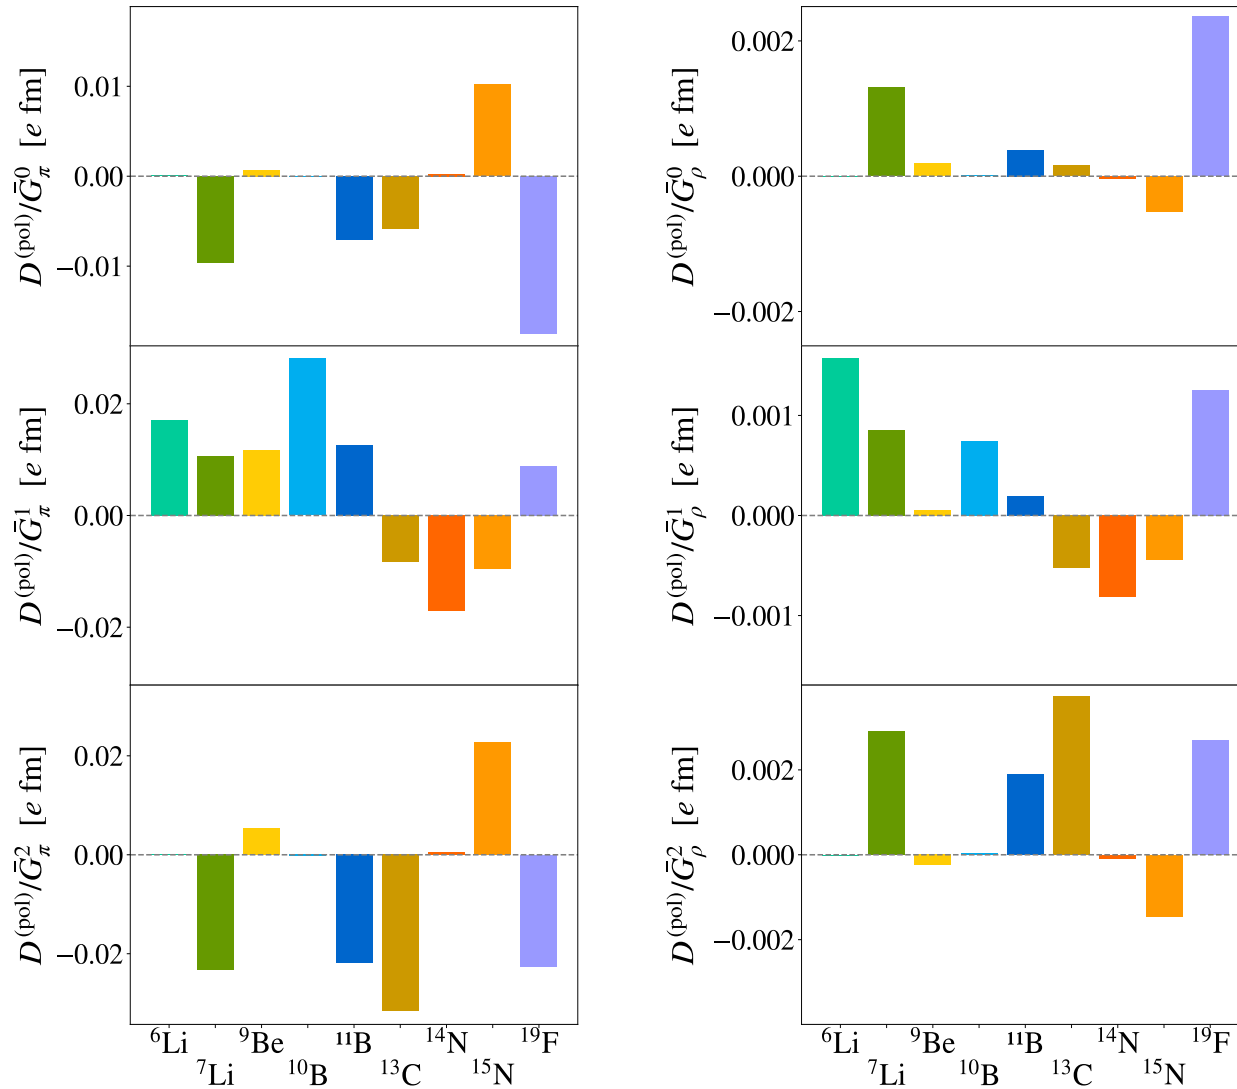 D^(pol)/Ḡ_π^0 [e fm]
0.01
0.00
−0.01
D^(pol)/Ḡ_ρ^0 [e fm]
0.002
0.000
−0.002
D^(pol)/Ḡ_π^1 [e fm]
0.02
0.00
−0.02
D^(pol)/Ḡ_ρ^1 [e fm]
0.001
0.000
−0.001
D^(pol)/Ḡ_π^2 [e fm]
0.02
0.00
−0.02
D^(pol)/Ḡ_ρ^2 [e fm]
0.002
0.000
−0.002
⁶Li ⁹Be ¹¹B ¹⁴N ¹⁹F
⁷Li ¹⁰B ¹³C ¹⁵N
⁶Li ⁹Be ¹¹B ¹⁴N ¹⁹F
⁷Li ¹⁰B ¹³C ¹⁵N